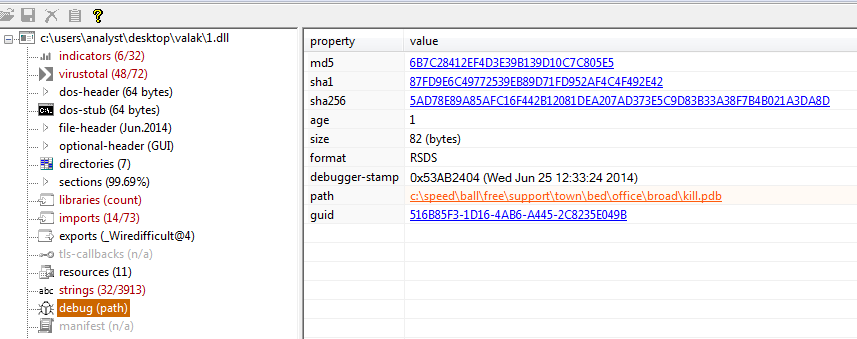 c:\users\analyst\desktop\valak\1.dll
indicators (6/32)
virustotal (48/72)
dos-header (64 bytes)
dos-stub (64 bytes)
file-header (Jun.2014)
optional-header (GUI)
directories (7)
sections (99.69%)
libraries (count)
imports (14/73)
exports (_Wiredifficult@4)
tls-callbacks (n/a)
resources (11)
abc strings (32/3913)
debug (path)
manifest (n/a)
property value
md5 6B7C28412EF4D3E39B139D10C7C805E5
sha1 87FD9E6C49772539EB89D71FD952AF4C4F492E42
sha256 5AD78E89A85AFC16F442B12081DEA207AD373E5C9D83B33A38F7B4B021A3DA8D
age 1
size 82 (bytes)
format RSDS
debugger-stamp 0x53AB2404 (Wed Jun 25 12:33:24 2014)
path c:\speed\ball\free\support\town\bed\office\broad\kill.pdb
guid 516B85F3-1D16-4AB6-A445-2C8235E049B